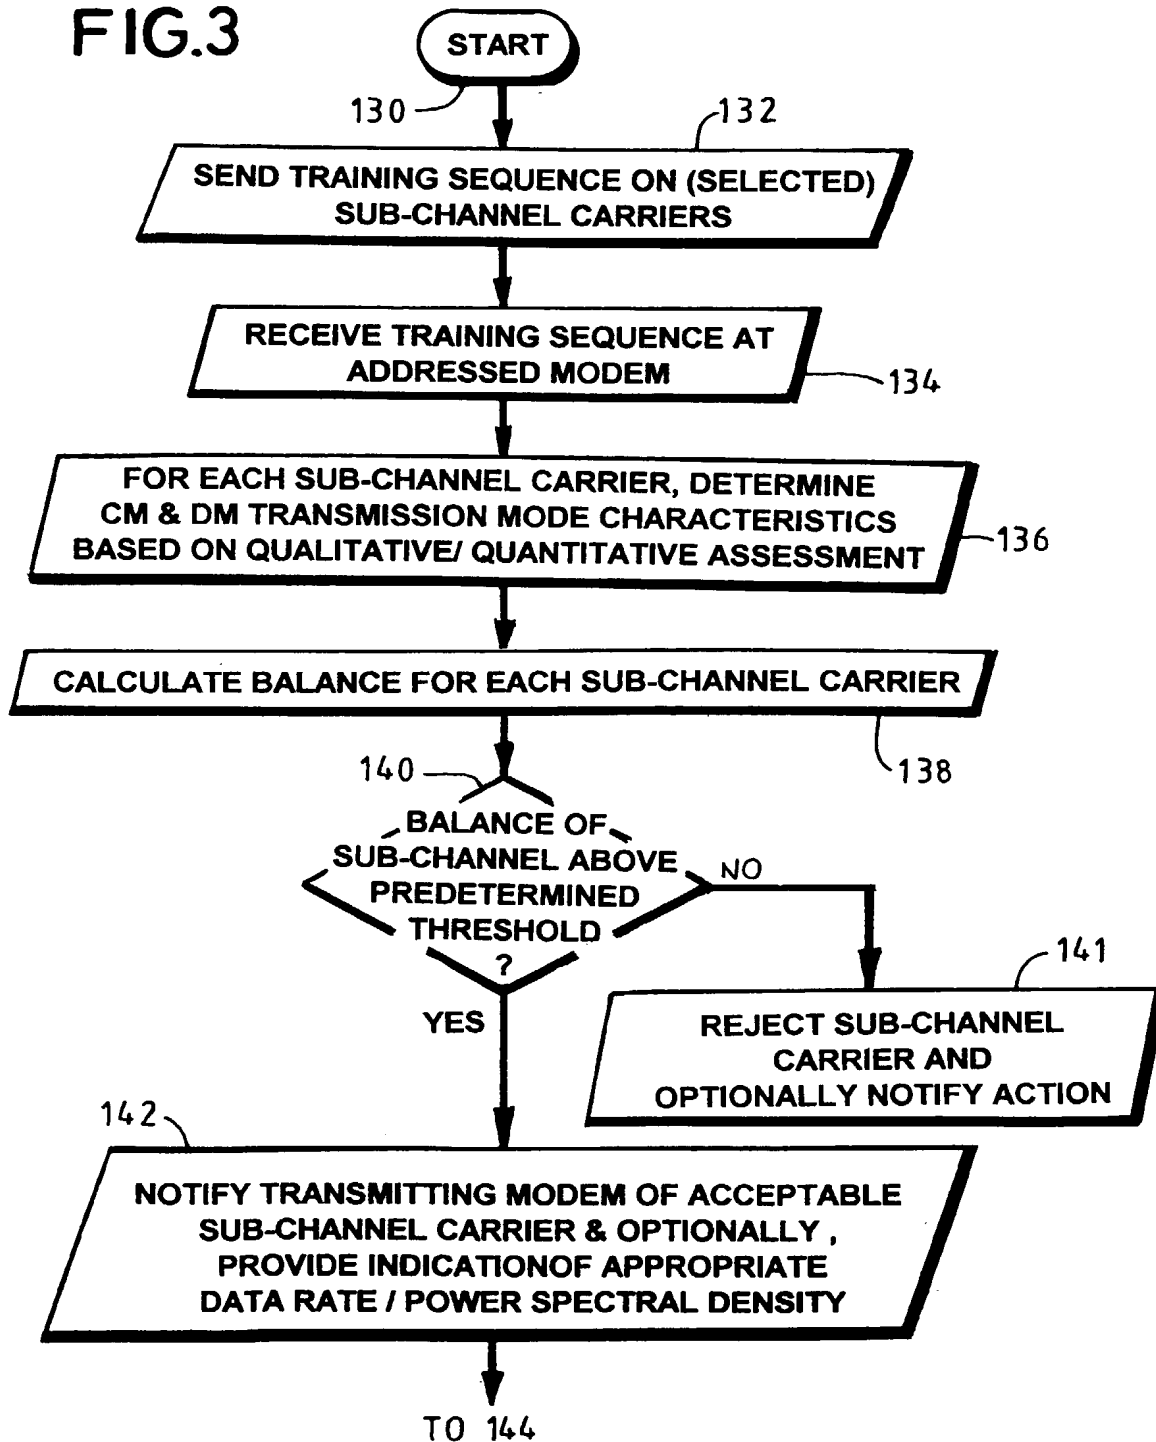 FIG.3
START
130
132
SEND TRAINING SEQUENCE ON (SELECTED)
SUB-CHANNEL CARRIERS
RECEIVE TRAINING SEQUENCE AT
ADDRESSED MODEM
134
FOR EACH SUB-CHANNEL CARRIER, DETERMINE
CM & DM TRANSMISSION MODE CHARACTERISTICS
BASED ON QUALITATIVE/ QUANTITATIVE ASSESSMENT
136
CALCULATE BALANCE FOR EACH SUB-CHANNEL CARRIER
138
140
BALANCE OF
SUB-CHANNEL ABOVE
PREDETERMINED
THRESHOLD
?
NO
YES
141
REJECT SUB-CHANNEL
CARRIER AND
OPTIONALLY NOTIFY ACTION
142
NOTIFY TRANSMITTING MODEM OF ACCEPTABLE
SUB-CHANNEL CARRIER & OPTIONALLY ,
PROVIDE INDICATIONOF APPROPRIATE
DATA RATE / POWER SPECTRAL DENSITY
TO 144